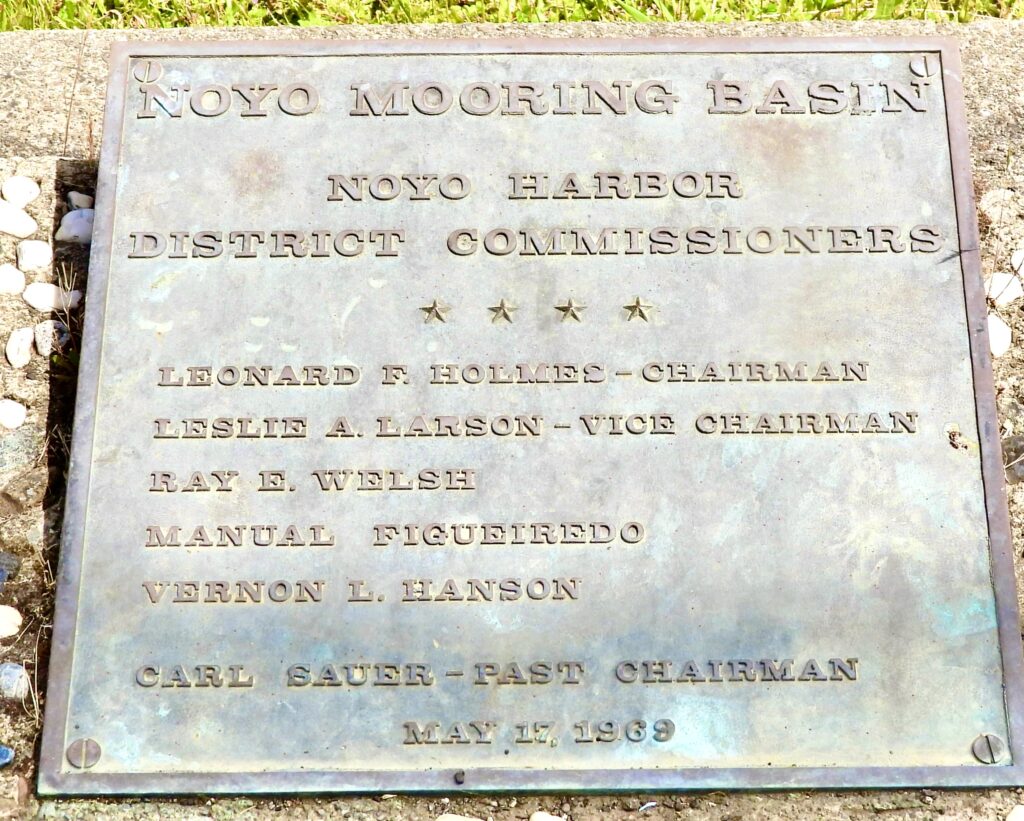 NOYO MOORING BASIN
NOYO HARBOR
DISTRICT COMMISSIONERS
LEONARD F. HOLMES - CHAIRMAN
LESLIE A. LARSON - VICE CHAIRMAN
RAY E. WELSH
MANUAL FIGUEIREDO
VERNON L. HANSON
CARL SAUER - PAST CHAIRMAN
MAY 17, 1969